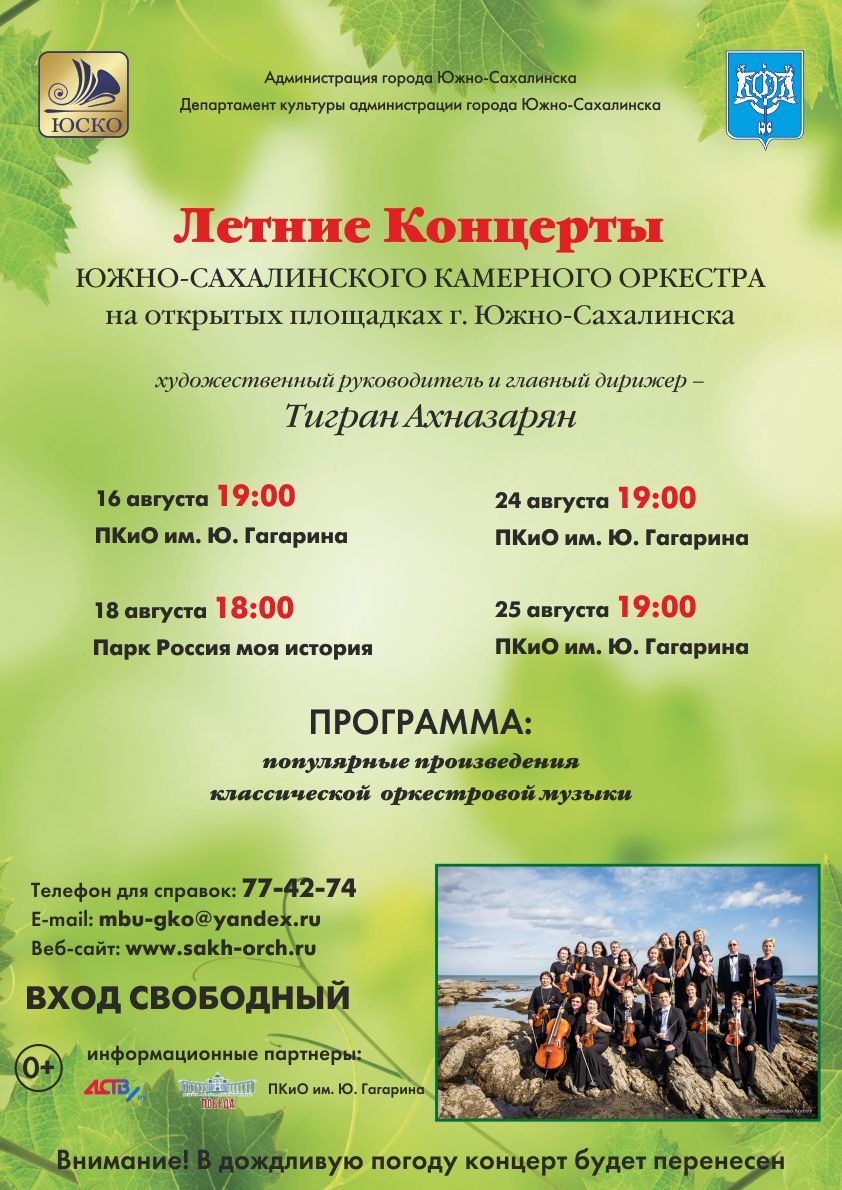 ЮСКО
Администрация города Южно-Сахалинска
Департамент культуры администрации города Южно-Сахалинска
ЮС
Летние Концерты
ЮЖНО-САХАЛИНСКОГО КАМЕРНОГО ОРКЕСТРА
на открытых площадках г. Южно-Сахалинска
художественный руководитель и главный дирижер –
Тигран Ахназарян
16 августа 19:00
ПКиО им. Ю. Гагарина
18 августа 18:00
Парк Россия моя история
24 августа 19:00
ПКиО им. Ю. Гагарина
25 августа 19:00
ПКиО им. Ю. Гагарина
ПРОГРАММА:
популярные произведения
классической оркестровой музыки
Телефон для справок: 77-42-74
E-mail: mbu-gko@yandex.ru
Веб-сайт: www.sakh-orch.ru
ВХОД СВОБОДНЫЙ
0+
информационные партнеры:
АСТВ.ру
ПОБЕДА
ПКиО им. Ю. Гагарина
Внимание! В дождливую погоду концерт будет перенесен